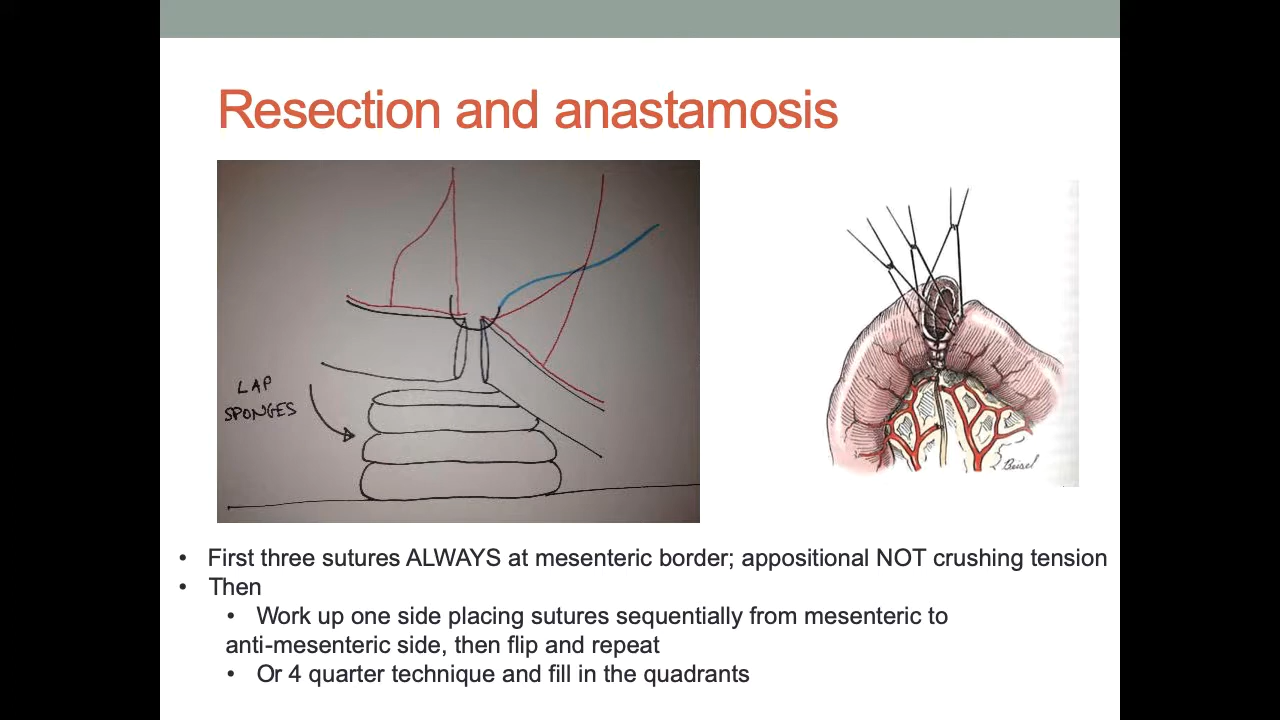 Resection and anastamosis
LAP
SPONGES
Beisel
• First three sutures ALWAYS at mesenteric border; appositional NOT crushing tension
• Then
• Work up one side placing sutures sequentially from mesenteric to
anti-mesenteric side, then flip and repeat
• Or 4 quarter technique and fill in the quadrants